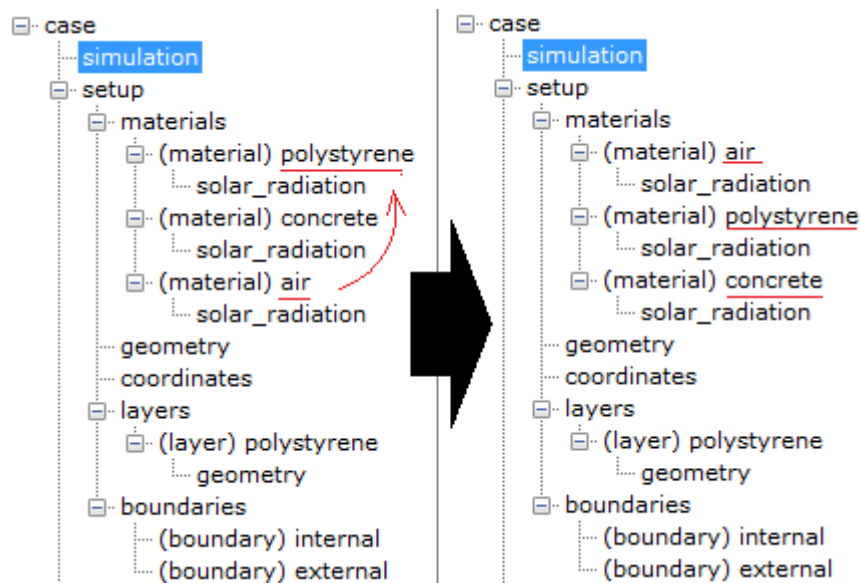 case
simulation
setup
materials
(material) polystyrene
solar_radiation
(material) concrete
solar_radiation
(material) air
solar_radiation
geometry
coordinates
layers
(layer) polystyrene
geometry
boundaries
(boundary) internal
(boundary) external
case
simulation
setup
materials
(material) air
solar_radiation
(material) polystyrene
solar_radiation
(material) concrete
solar_radiation
geometry
coordinates
layers
(layer) polystyrene
geometry
boundaries
(boundary) internal
(boundary) external